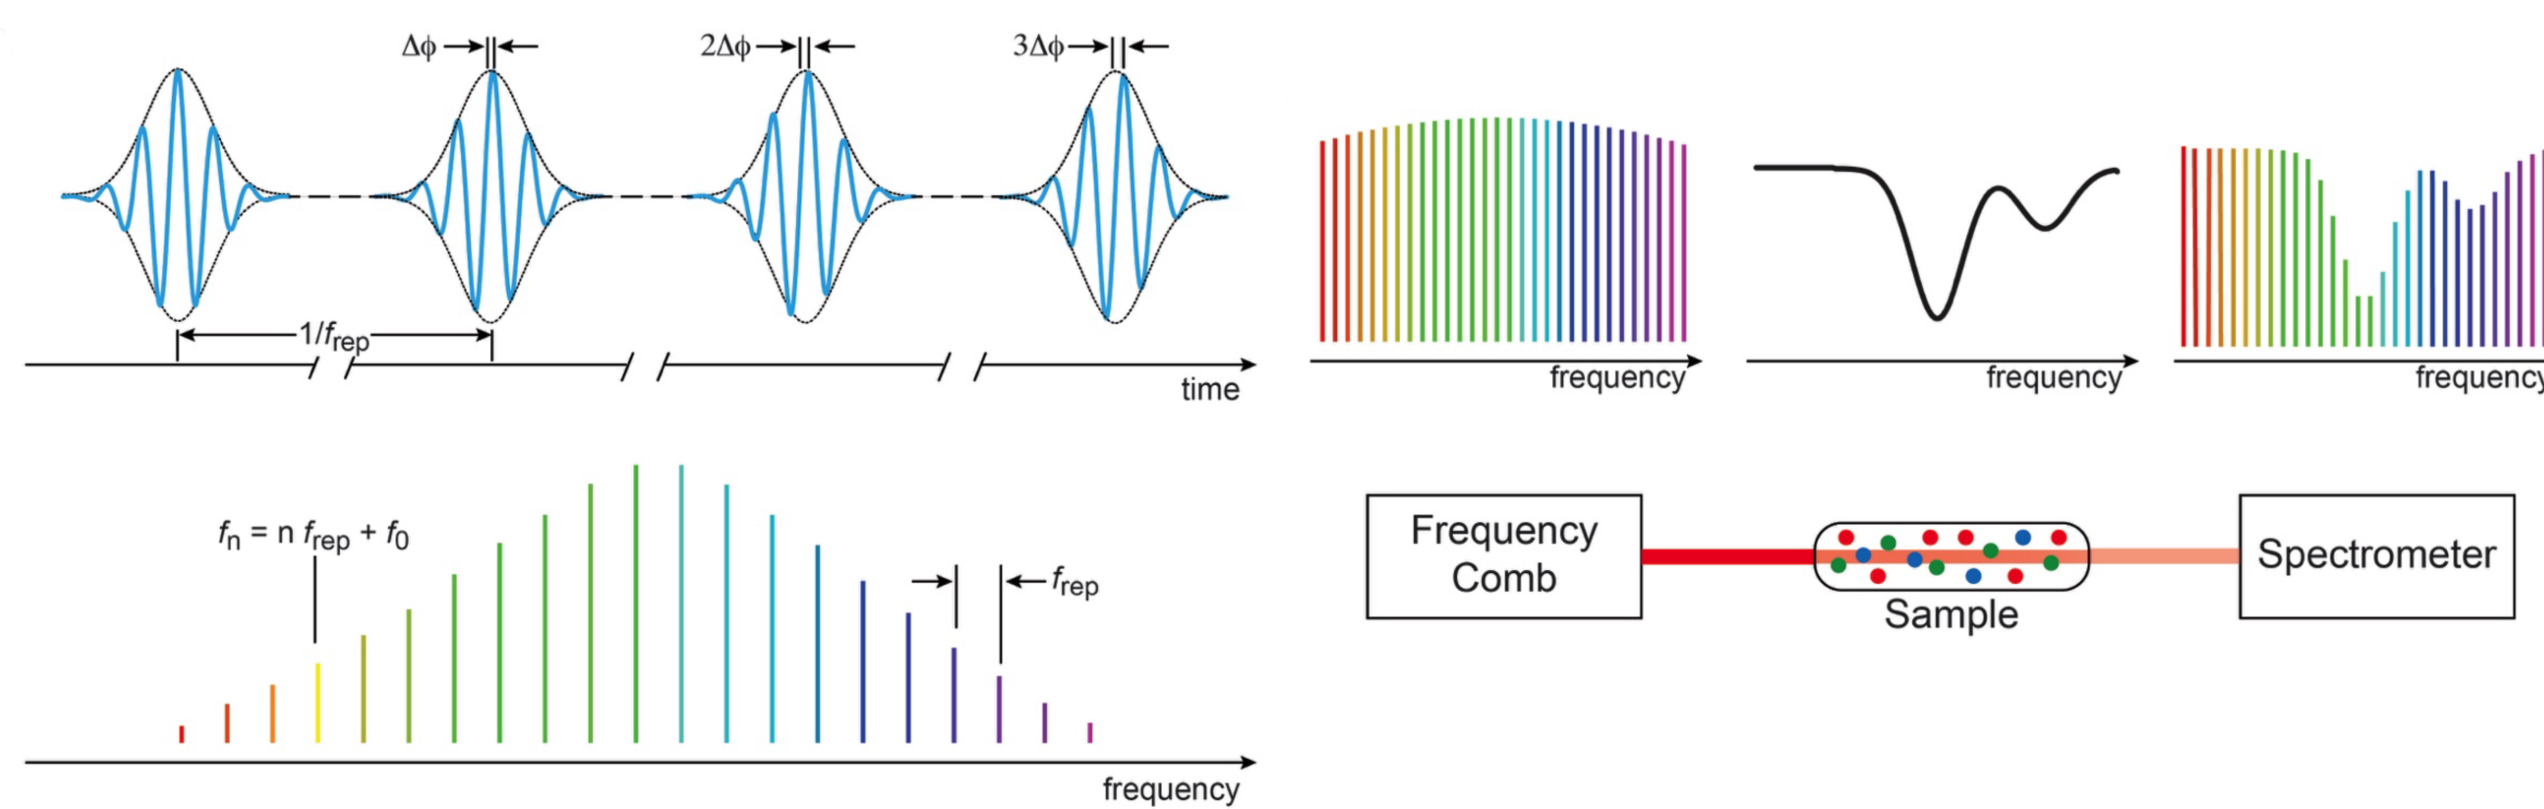 Δϕ
2Δϕ
3Δϕ
1/frep
time
frequency
frequency
frequency
fn = n frep + f0
frep
frequency
Frequency
Comb
Sample
Spectrometer